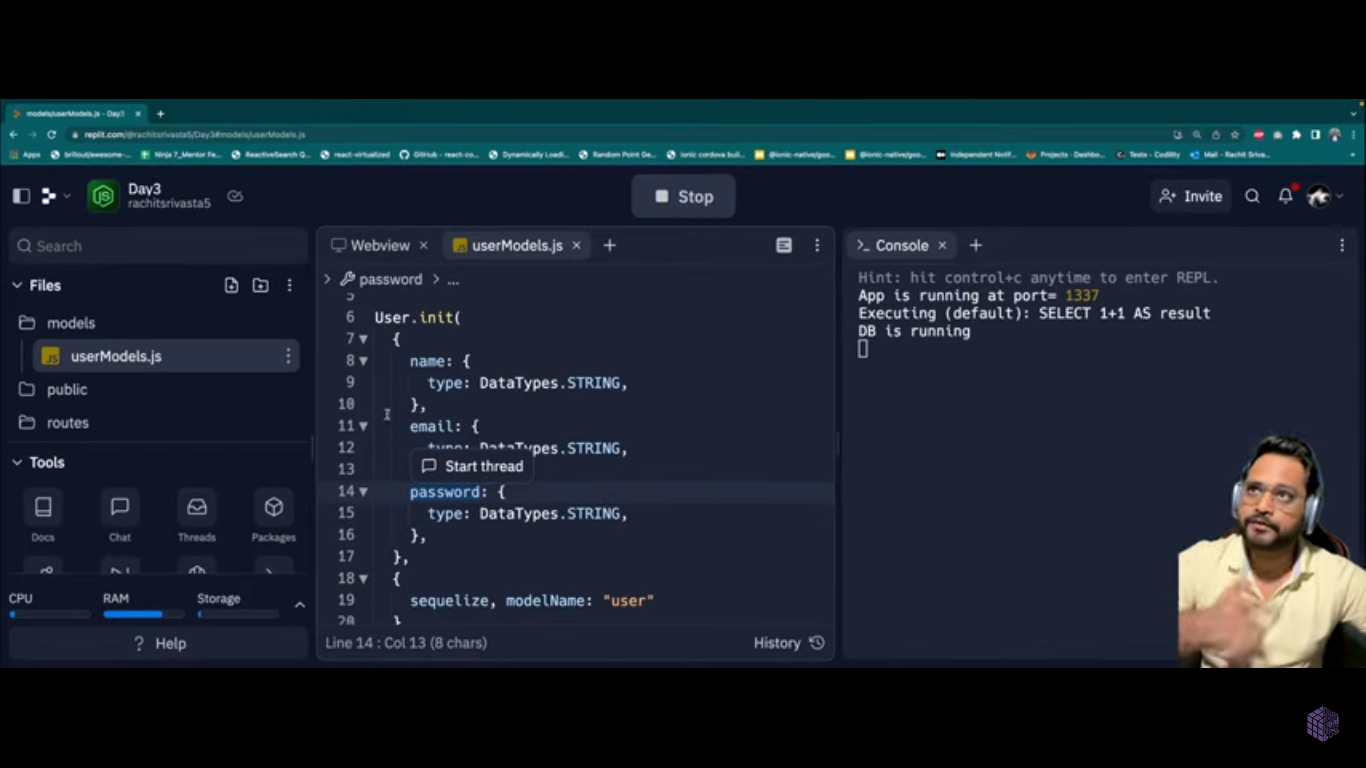 models/userModels.js - Day3
replit.com/@rachitsrivasta5/Day3#models/userModels.js
Apps
brillout/awesome-...
Ninja 7_Mentor Fe...
ReactiveSearch Q...
react-virtualized
GitHub - react-co...
Dynamically Loadi...
Random Point Ge...
ionic cordova buil...
@ionic-native/goo...
@ionic-native/goo...
Independent Notif...
Projects - Dashbo...
Tests - Codility
Mail - Rachit Sriva...
Day3
rachitsrivasta5
Stop
Invite
Search
Files
models
userModels.js
public
routes
Tools
Docs
Chat
Threads
Packages
CPU
RAM
Storage
? Help
Webview
userModels.js
password > ...
5
6 User.init(
7 {
8 name: {
9 type: DataTypes.STRING,
10 },
11 email: {
12 type: DataTypes.STRING,
13
Start thread
14 password: {
15 type: DataTypes.STRING,
16 },
17 },
18 {
19 sequelize, modelName: "user"
20 }
Line 14 : Col 13 (8 chars)
History
Console
Hint: hit control+c anytime to enter REPL.
App is running at port= 1337
Executing (default): SELECT 1+1 AS result
DB is running